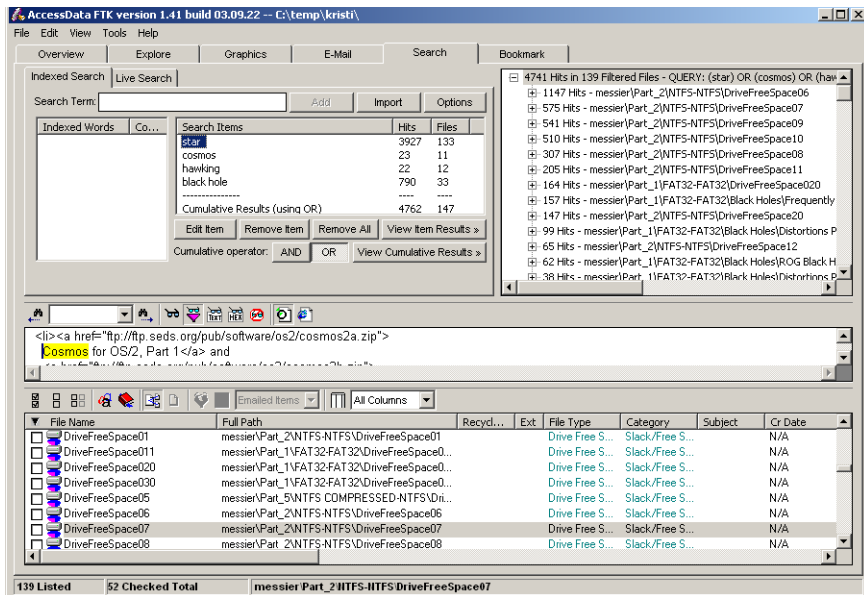 AccessData FTK version 1.41 build 03.09.22 -- C:\temp\kristi\
File Edit View Tools Help
Overview Explore Graphics E-Mail Search Bookmark
Indexed Search Live Search
Search Term: Add Import Options
Indexed Words Co...
Search Items Hits Files
star 3927 133
cosmos 23 11
hawking 22 12
black hole 790 33
--------------- ---- ----
Cumulative Results (using OR) 4762 147
Edit Item Remove Item Remove All View Item Results »
Cumulative operator: AND OR View Cumulative Results »
4741 Hits in 139 Filtered Files - QUERY: (star) OR (cosmos) OR (haw
1147 Hits - messier\Part_2\NTFS-NTFS\DriveFreeSpace06
575 Hits - messier\Part_2\NTFS-NTFS\DriveFreeSpace07
541 Hits - messier\Part_2\NTFS-NTFS\DriveFreeSpace09
510 Hits - messier\Part_2\NTFS-NTFS\DriveFreeSpace10
307 Hits - messier\Part_2\NTFS-NTFS\DriveFreeSpace08
205 Hits - messier\Part_2\NTFS-NTFS\DriveFreeSpace11
164 Hits - messier\Part_1\FAT32-FAT32\DriveFreeSpace020
157 Hits - messier\Part_1\FAT32-FAT32\Black Holes\Frequently
147 Hits - messier\Part_2\NTFS-NTFS\DriveFreeSpace20
99 Hits - messier\Part_1\FAT32-FAT32\Black Holes\Distortions P
65 Hits - messier\Part_2\NTFS-NTFS\DriveFreeSpace12
62 Hits - messier\Part_1\FAT32-FAT32\Black Holes\ROG Black H
38 Hits - messier\Part_1\FAT32-FAT32\Black Holes\Distortions P
TEXT HEX
<li><a href="ftp://ftp.seds.org/pub/software/os2/cosmos2a.zip">
Cosmos for OS/2, Part 1</a> and
Emailed Items All Columns
File Name Full Path Recycl... Ext File Type Category Subject Cr Date
DriveFreeSpace01 messier\Part_2\NTFS-NTFS\DriveFreeSpace01 Drive Free S... Slack/Free S... N/A
DriveFreeSpace011 messier\Part_1\FAT32-FAT32\DriveFreeSpace0... Drive Free S... Slack/Free S... N/A
DriveFreeSpace020 messier\Part_1\FAT32-FAT32\DriveFreeSpace0... Drive Free S... Slack/Free S... N/A
DriveFreeSpace030 messier\Part_1\FAT32-FAT32\DriveFreeSpace0... Drive Free S... Slack/Free S... N/A
DriveFreeSpace05 messier\Part_5\NTFS COMPRESSED-NTFS\Dri... Drive Free S... Slack/Free S... N/A
DriveFreeSpace06 messier\Part_2\NTFS-NTFS\DriveFreeSpace06 Drive Free S... Slack/Free S... N/A
DriveFreeSpace07 messier\Part_2\NTFS-NTFS\DriveFreeSpace07 Drive Free S... Slack/Free S... N/A
DriveFreeSpace08 messier\Part_2\NTFS-NTFS\DriveFreeSpace08 Drive Free S... Slack/Free S... N/A
139 Listed 52 Checked Total messier\Part_2\NTFS-NTFS\DriveFreeSpace07